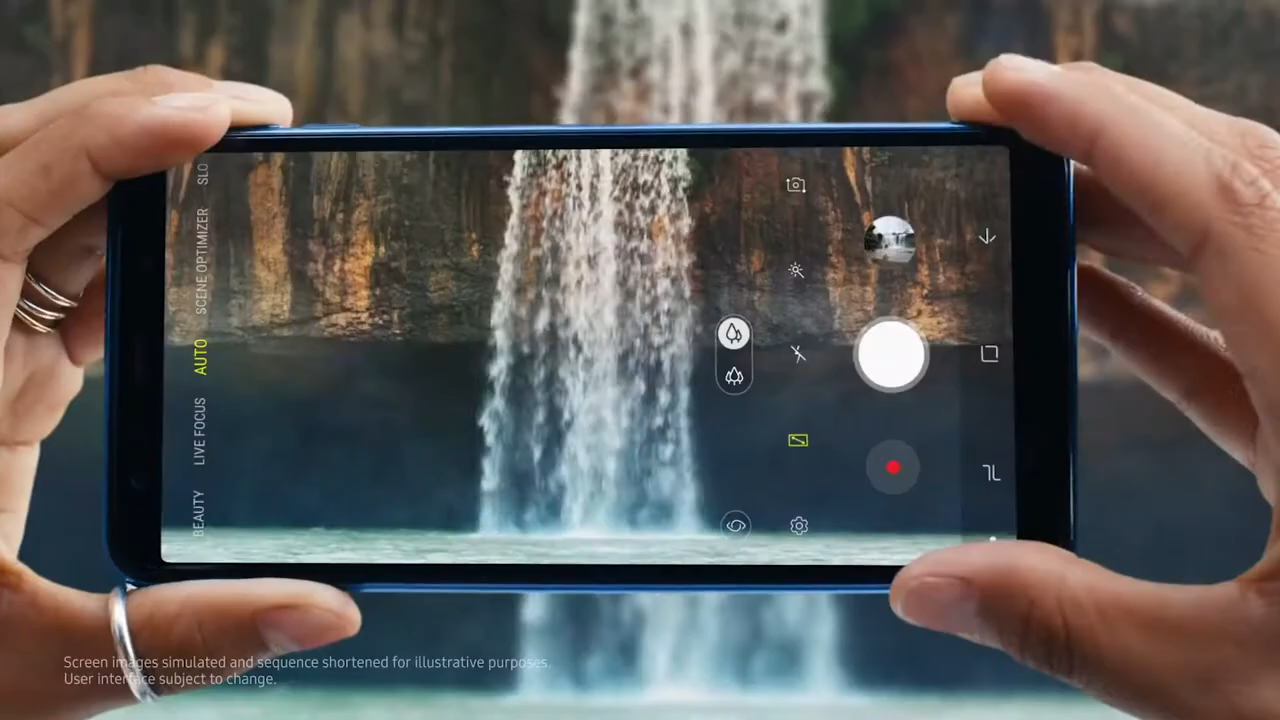 SLO
SCENE OPTIMIZER
AUTO
LIVE FOCUS
BEAUTY
Screen images simulated and sequence shortened for illustrative purposes.
User interface subject to change.